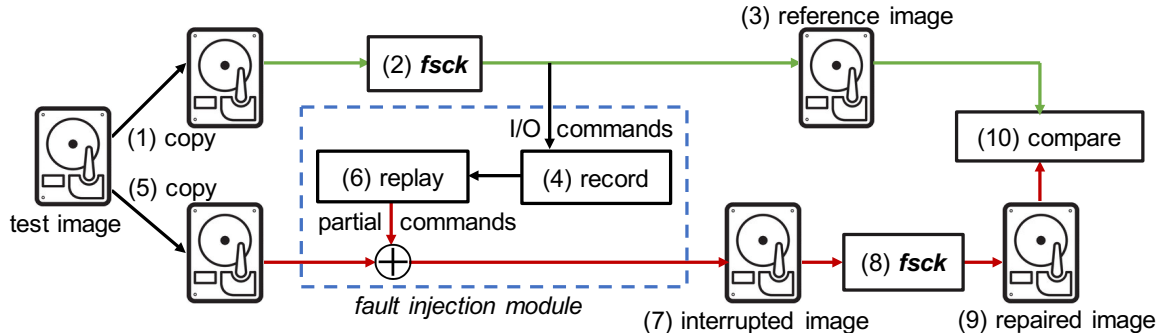 (3) reference image
(2) fsck
(1) copy
I/O commands
(10) compare
(6) replay
(4) record
(5) copy
test image
partial commands
(8) fsck
fault injection module
(7) interrupted image
(9) repaired image